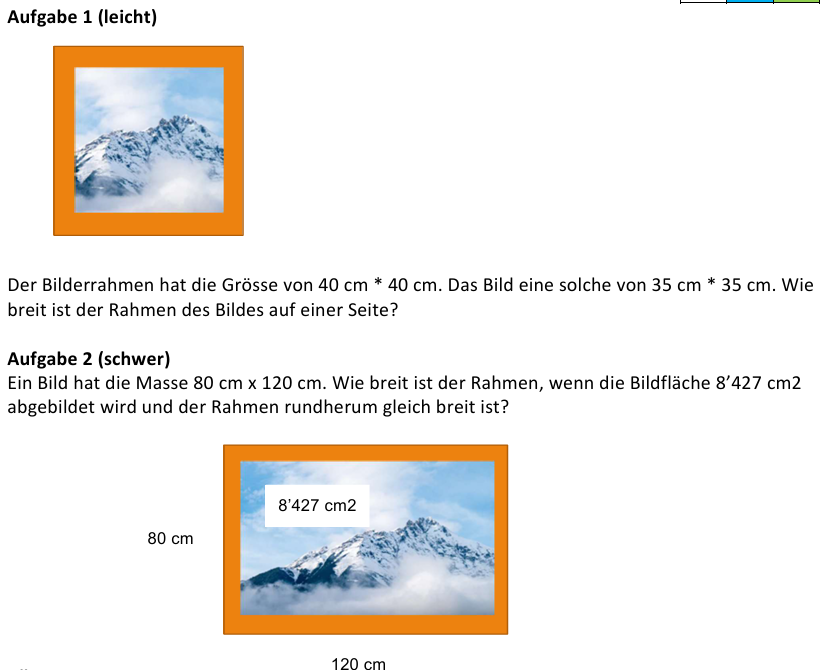 Aufgabe 1 (leicht)
Der Bilderrahmen hat die Grösse von 40 cm * 40 cm. Das Bild eine solche von 35 cm * 35 cm. Wie
breit ist der Rahmen des Bildes auf einer Seite?
Aufgabe 2 (schwer)
Ein Bild hat die Masse 80 cm x 120 cm. Wie breit ist der Rahmen, wenn die Bildfläche 8’427 cm2
abgebildet wird und der Rahmen rundherum gleich breit ist?
8’427 cm2
80 cm
120 cm